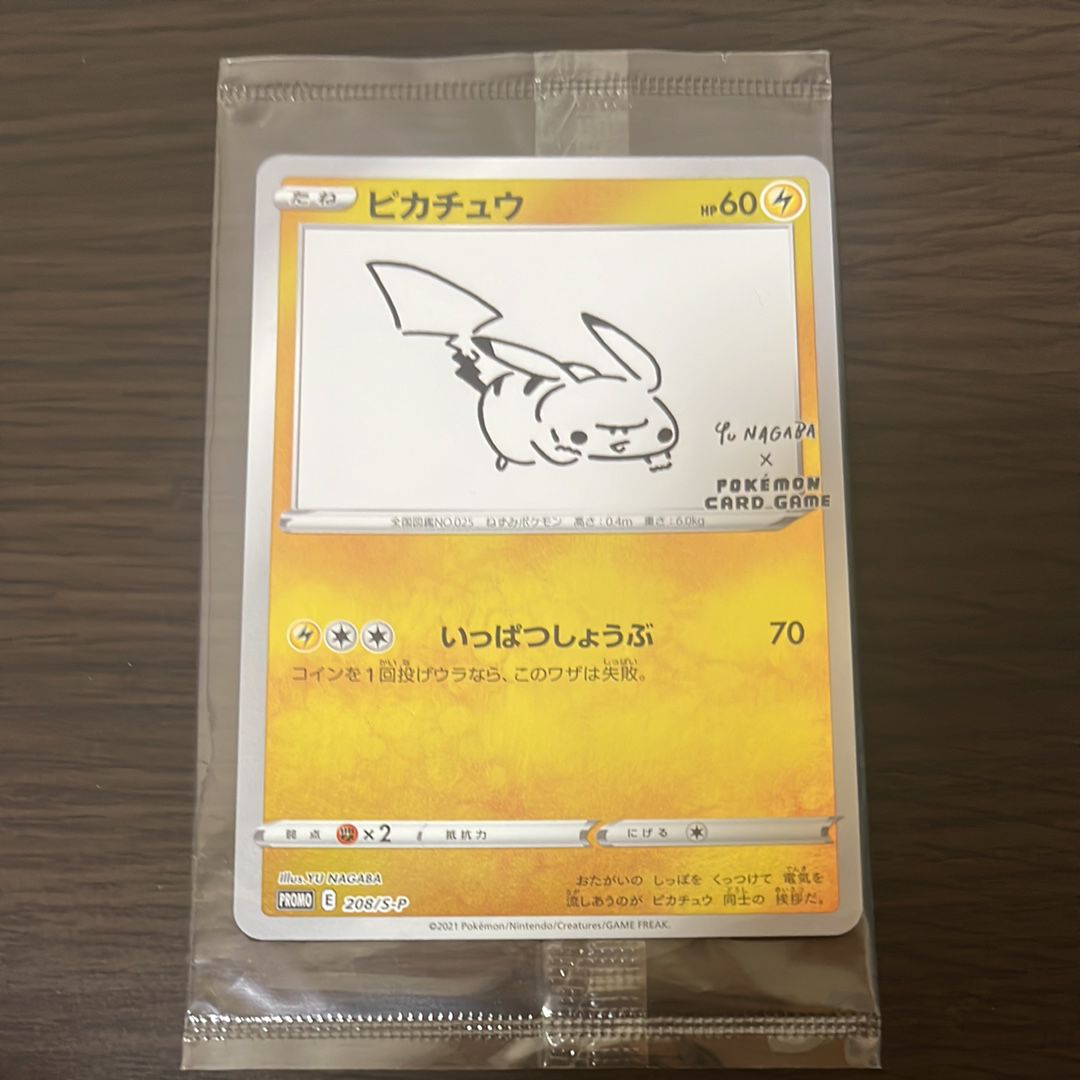 たね ピカチュウ HP60
Yu NAGABA
×
POKÉMON
CARD GAME
全国図鑑NO.025 ねずみポケモン 高さ:0.4m 重さ:6.0kg
いっぱつしょうぶ 70
コインを1回投げウラなら、このワザは失敗。
弱点 ×2 抵抗力 にげる
illus.YU NAGABA
おたがいの しっぽを くっつけて 電気を
流しあうのが ピカチュウ 同士の 挨拶だ。
PROMO E 208/S-P
©2021 Pokémon/Nintendo/Creatures/GAME FREAK.